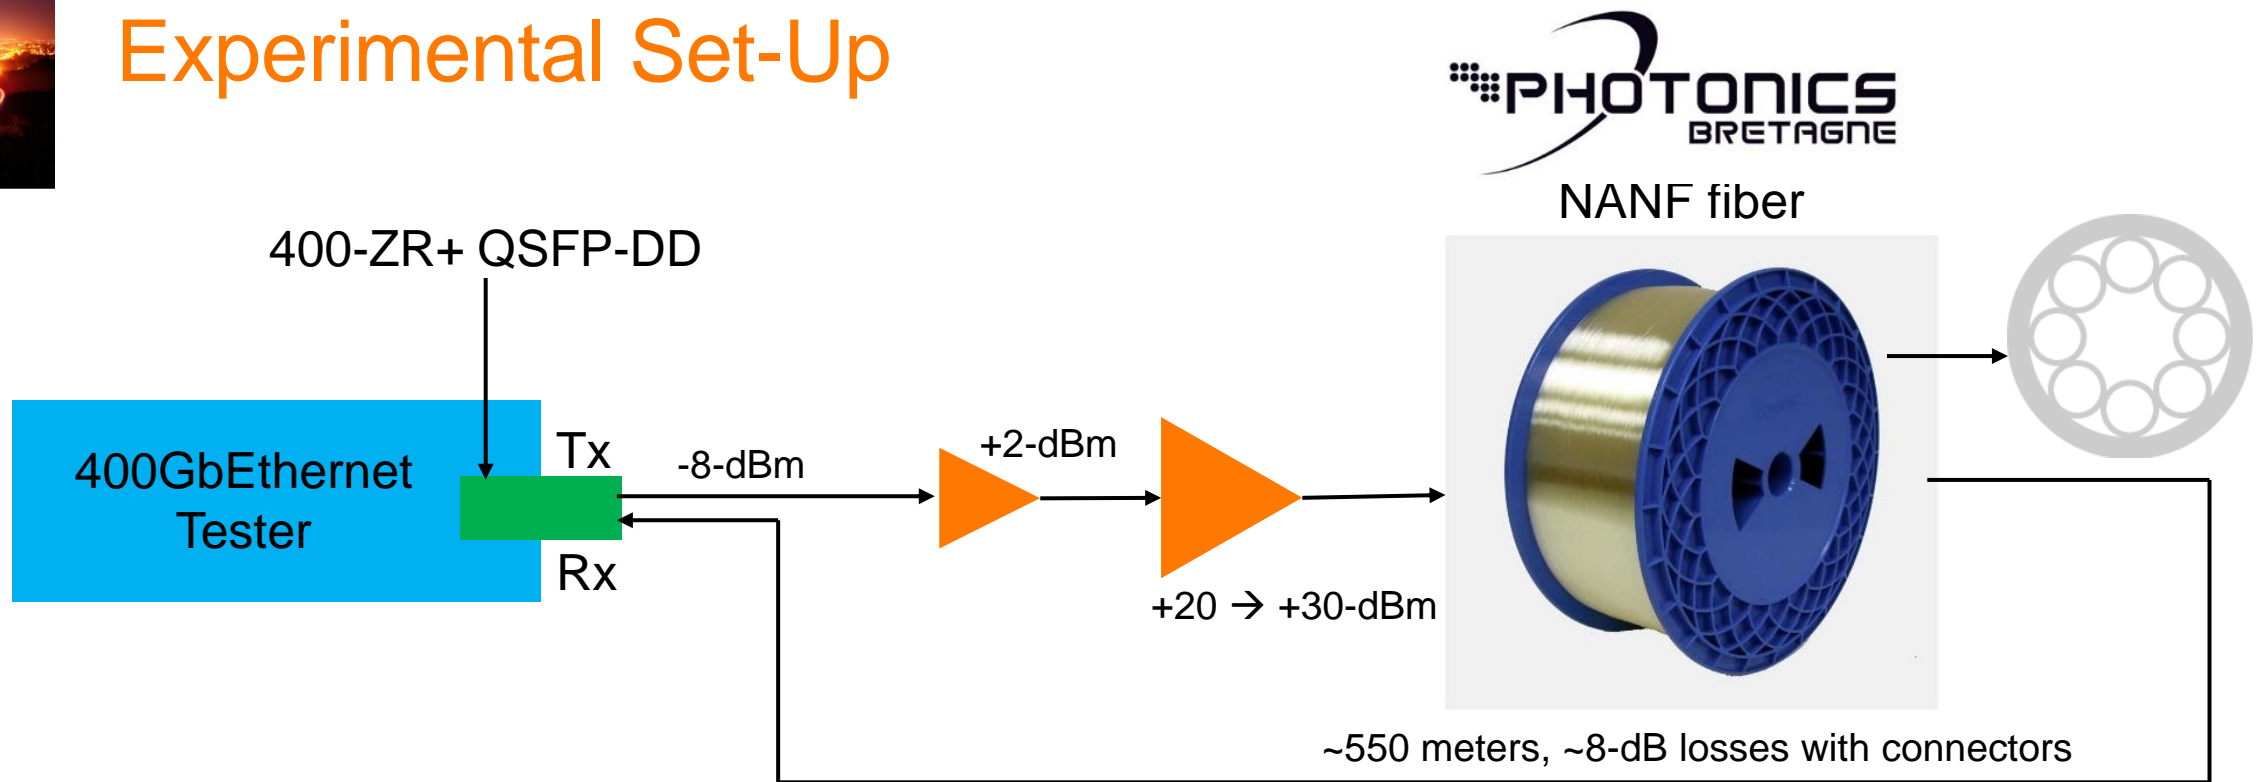 Experimental Set-Up
PHOTONICS
BRETAGNE
NANF fiber
400-ZR+ QSFP-DD
400GbEthernet
Tester
Tx
Rx
-8-dBm
+2-dBm
+20 → +30-dBm
~550 meters, ~8-dB losses with connectors